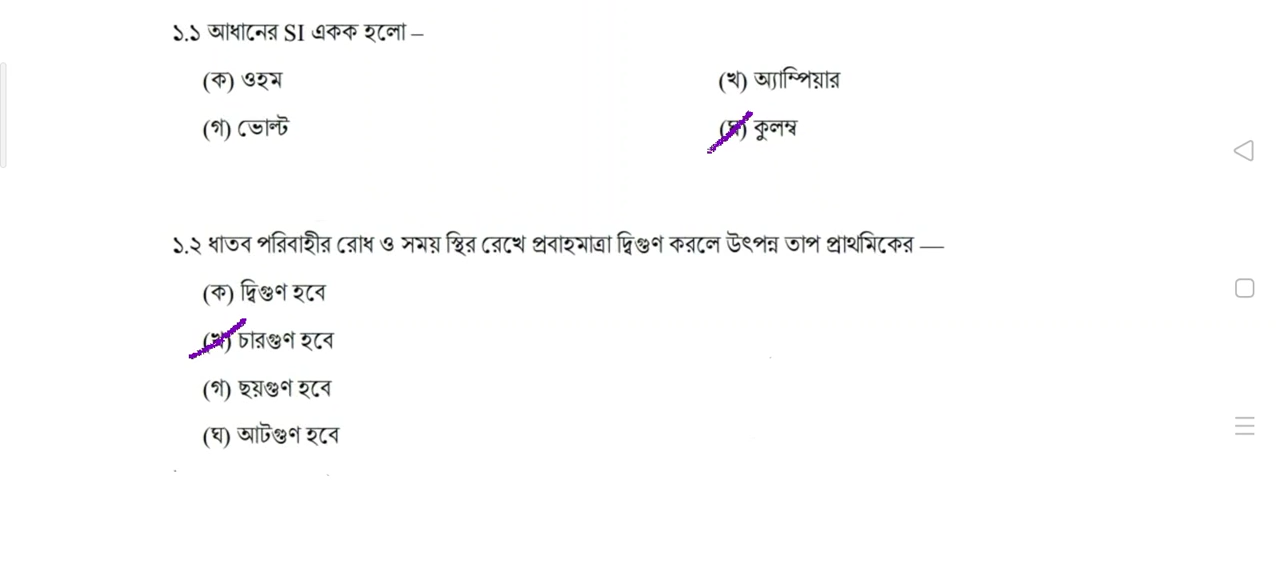 ১.১ আধানের SI একক হলো –
(ক) ওহম (খ) অ্যাম্পিয়ার
(গ) ভোল্ট (ঘ) কুলম্ব
১.২ ধাতব পরিবাহীর রোধ ও সময় স্থির রেখে প্রবাহমাত্রা দ্বিগুণ করলে উৎপন্ন তাপ প্রাথমিকের —
(ক) দ্বিগুণ হবে
(খ) চারগুণ হবে
(গ) ছয়গুণ হবে
(ঘ) আটগুণ হবে